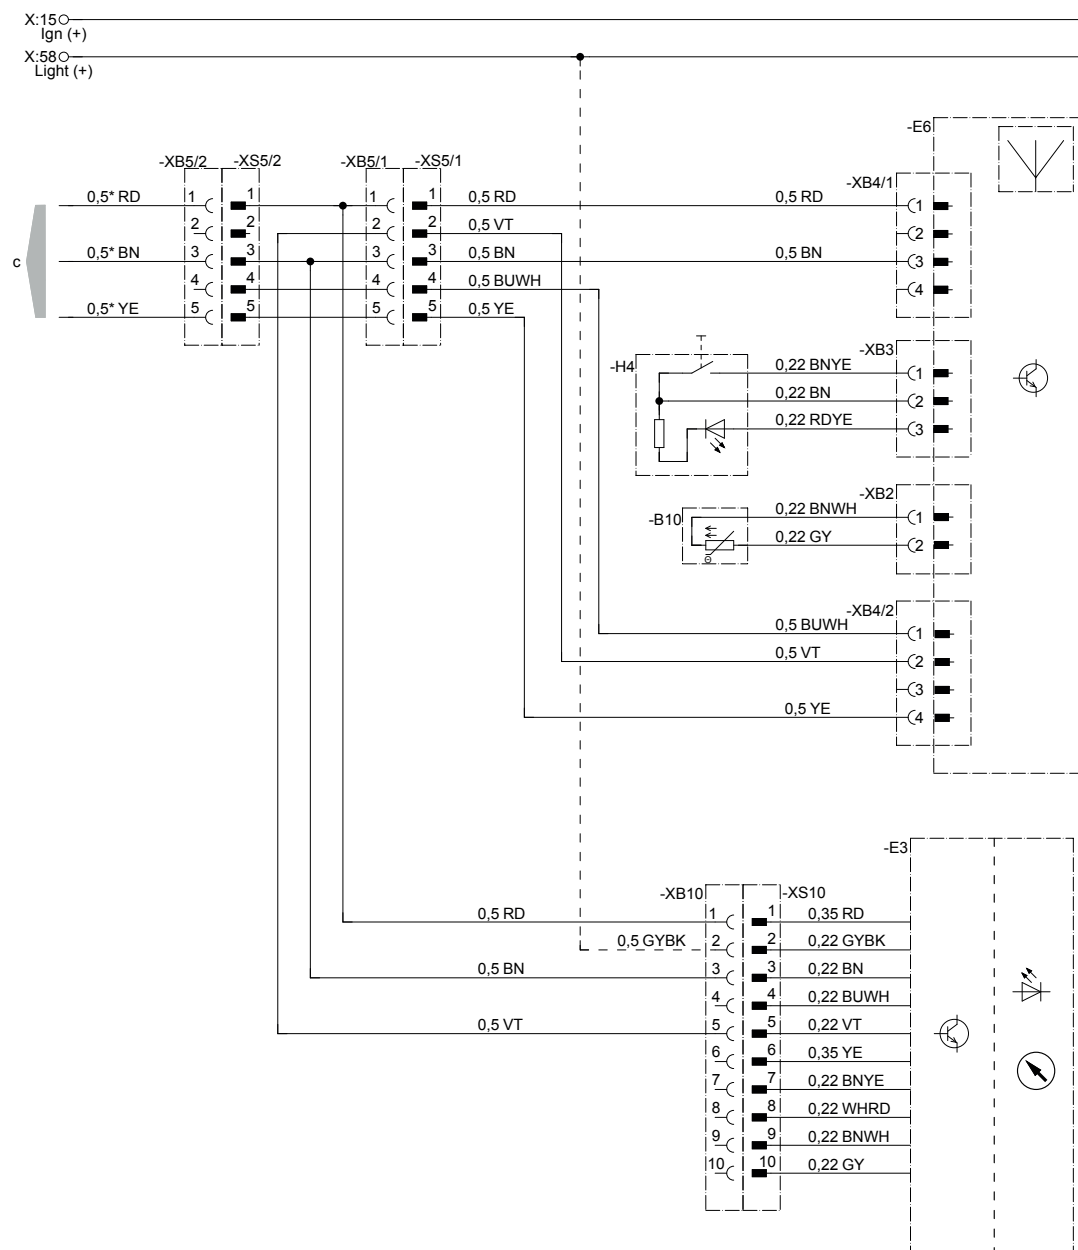 X:15
Ign (+)
X:58
Light (+)
-E6
-XB5/2 -XS5/2 -XB5/1 -XS5/1
-XB4/1
0,5* RD 1 1 1 1 0,5 RD 0,5 RD 1
2 2 2 2 0,5 VT 2
c 0,5* BN 3 3 3 3 0,5 BN 0,5 BN 3
4 4 4 4 0,5 BUWH 4
0,5* YE 5 5 5 5 0,5 YE
-XB3
-H4 0,22 BNYE 1
0,22 BN 2
0,22 RDYE 3
-XB2
-B10 0,22 BNWH 1
0,22 GY 2
Θ
-XB4/2
0,5 BUWH 1
0,5 VT 2
3
0,5 YE 4
-E3
-XB10 -XS10
0,5 RD 1 1 0,35 RD
0,5 GYBK 2 2 0,22 GYBK
0,5 BN 3 3 0,22 BN
4 4 0,22 BUWH
0,5 VT 5 5 0,22 VT
6 6 0,35 YE
7 7 0,22 BNYE
8 8 0,22 WHRD
9 9 0,22 BNWH
10 10 0,22 GY